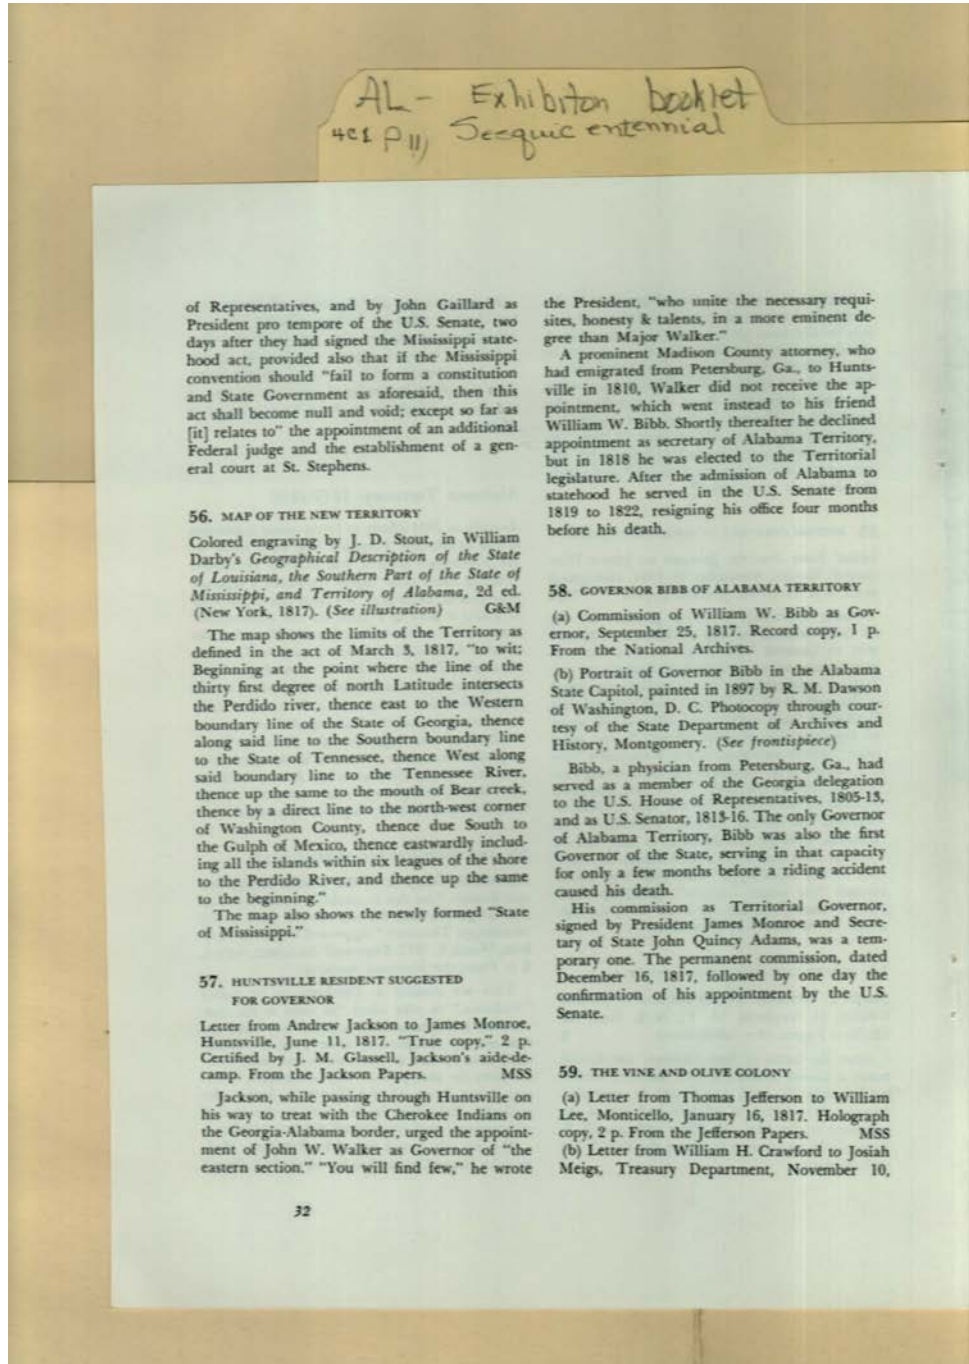 AL- Exhibiton booklet
4c1 p 11) Sesquicentennial
of Representatives, and by John Gaillard as
President pro tempore of the U.S. Senate, two
days after they had signed the Mississippi state-
hood act, provided also that if the Mississippi
convention should "fail to form a constitution
and State Government as aforesaid, then this
act shall become null and void; except so far as
[it] relates to" the appointment of an additional
Federal judge and the establishment of a gen-
eral court at St. Stephens.
56. MAP OF THE NEW TERRITORY
Colored engraving by J. D. Stout, in William
Darby's Geographical Description of the State
of Louisiana, the Southern Part of the State of
Mississippi, and Territory of Alabama, 2d ed.
(New York, 1817). (See illustration) G&M
The map shows the limits of the Territory as
defined in the act of March 3, 1817, "to wit:
Beginning at the point where the line of the
thirty first degree of north Latitude intersects
the Perdido river, thence east to the Western
boundary line of the State of Georgia, thence
along said line to the Southern boundary line
to the State of Tennessee, thence West along
said boundary line to the Tennessee River,
thence up the same to the mouth of Bear creek,
thence by a direct line to the north-west corner
of Washington County, thence due South to
the Gulph of Mexico, thence eastwardly includ-
ing all the islands within six leagues of the shore
to the Perdido River, and thence up the same
to the beginning."
The map also shows the newly formed "State
of Mississippi."
57. HUNTSVILLE RESIDENT SUGGESTED
FOR GOVERNOR
Letter from Andrew Jackson to James Monroe,
Huntsville, June 11, 1817. "True copy," 2 p.
Certified by J. M. Glassell, Jackson's aide-de-
camp. From the Jackson Papers. MSS
Jackson, while passing through Huntsville on
his way to treat with the Cherokee Indians on
the Georgia-Alabama border, urged the appoint-
ment of John W. Walker as Governor of "the
eastern section." "You will find few," he wrote
the President, "who unite the necessary requi-
sites, honesty & talents, in a more eminent de-
gree than Major Walker."
A prominent Madison County attorney, who
had emigrated from Petersburg, Ga., to Hunts-
ville in 1810, Walker did not receive the ap-
pointment, which went instead to his friend
William W. Bibb. Shortly thereafter he declined
appointment as secretary of Alabama Territory,
but in 1818 he was elected to the Territorial
legislature. After the admission of Alabama to
statehood he served in the U.S. Senate from
1819 to 1822, resigning his office four months
before his death.
58. GOVERNOR BIBB OF ALABAMA TERRITORY
(a) Commission of William W. Bibb as Gov-
ernor, September 25, 1817. Record copy, 1 p.
From the National Archives.
(b) Portrait of Governor Bibb in the Alabama
State Capitol, painted in 1897 by R. M. Dawson
of Washington, D. C. Photocopy through cour-
tesy of the State Department of Archives and
History, Montgomery. (See frontispiece)
Bibb, a physician from Petersburg, Ga., had
served as a member of the Georgia delegation
to the U.S. House of Representatives, 1805-13,
and as U.S. Senator, 1813-16. The only Governor
of Alabama Territory, Bibb was also the first
Governor of the State, serving in that capacity
for only a few months before a riding accident
caused his death.
His commission as Territorial Governor,
signed by President James Monroe and Secre-
tary of State John Quincy Adams, was a tem-
porary one. The permanent commission, dated
December 16, 1817, followed by one day the
confirmation of his appointment by the U.S.
Senate.
59. THE VINE AND OLIVE COLONY
(a) Letter from Thomas Jefferson to William
Lee, Monticello, January 16, 1817. Holograph
copy, 2 p. From the Jefferson Papers. MSS
(b) Letter from William H. Crawford to Josiah
Meigs, Treasury Department, November 10,
32